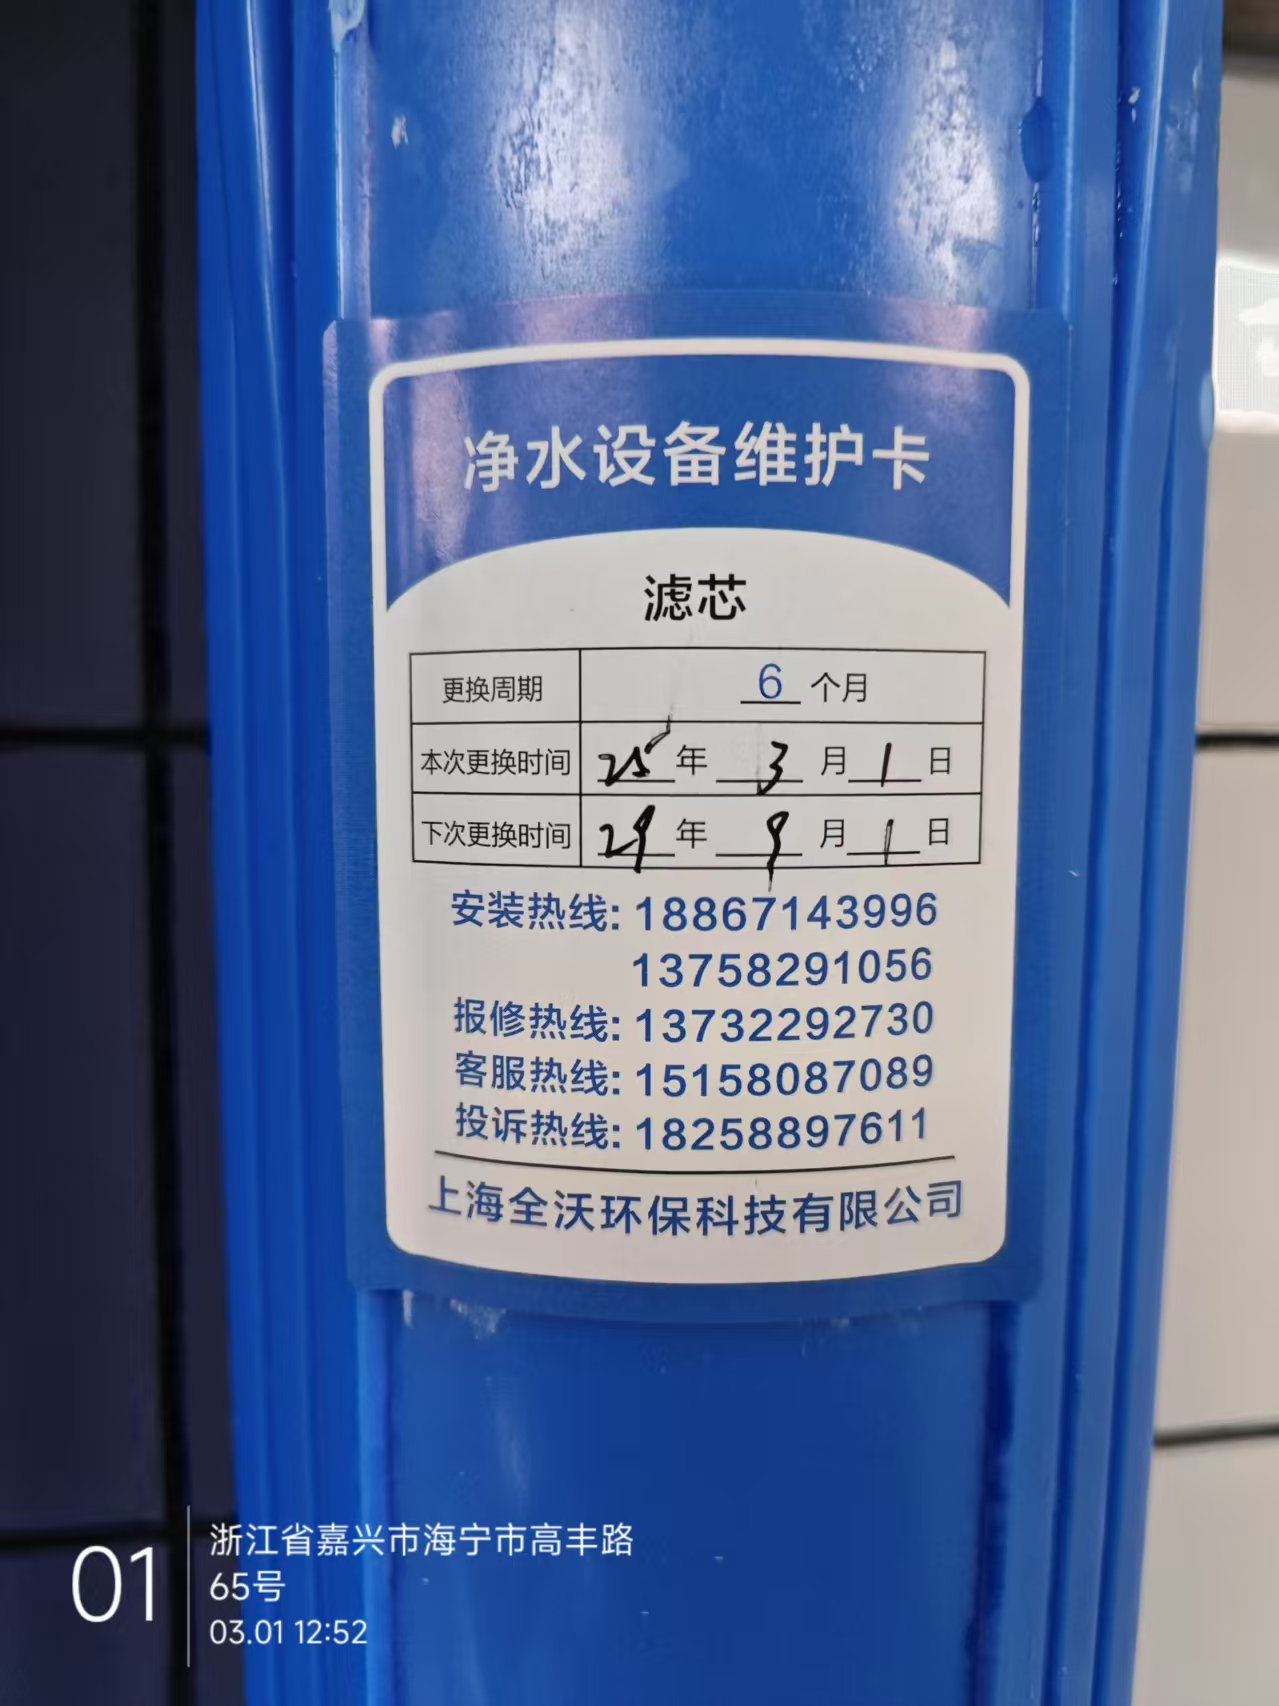 净水设备维护卡
滤芯
更换周期 6 个月
本次更换时间 25年 3 月 1 日
下次更换时间 29年 9 月 1 日
安装热线: 18867143996
13758291056
报修热线: 13732292730
客服热线: 15158087089
投诉热线: 18258897611
上海全沃环保科技有限公司
01
浙江省嘉兴市海宁市高丰路
65号
03.01 12:52